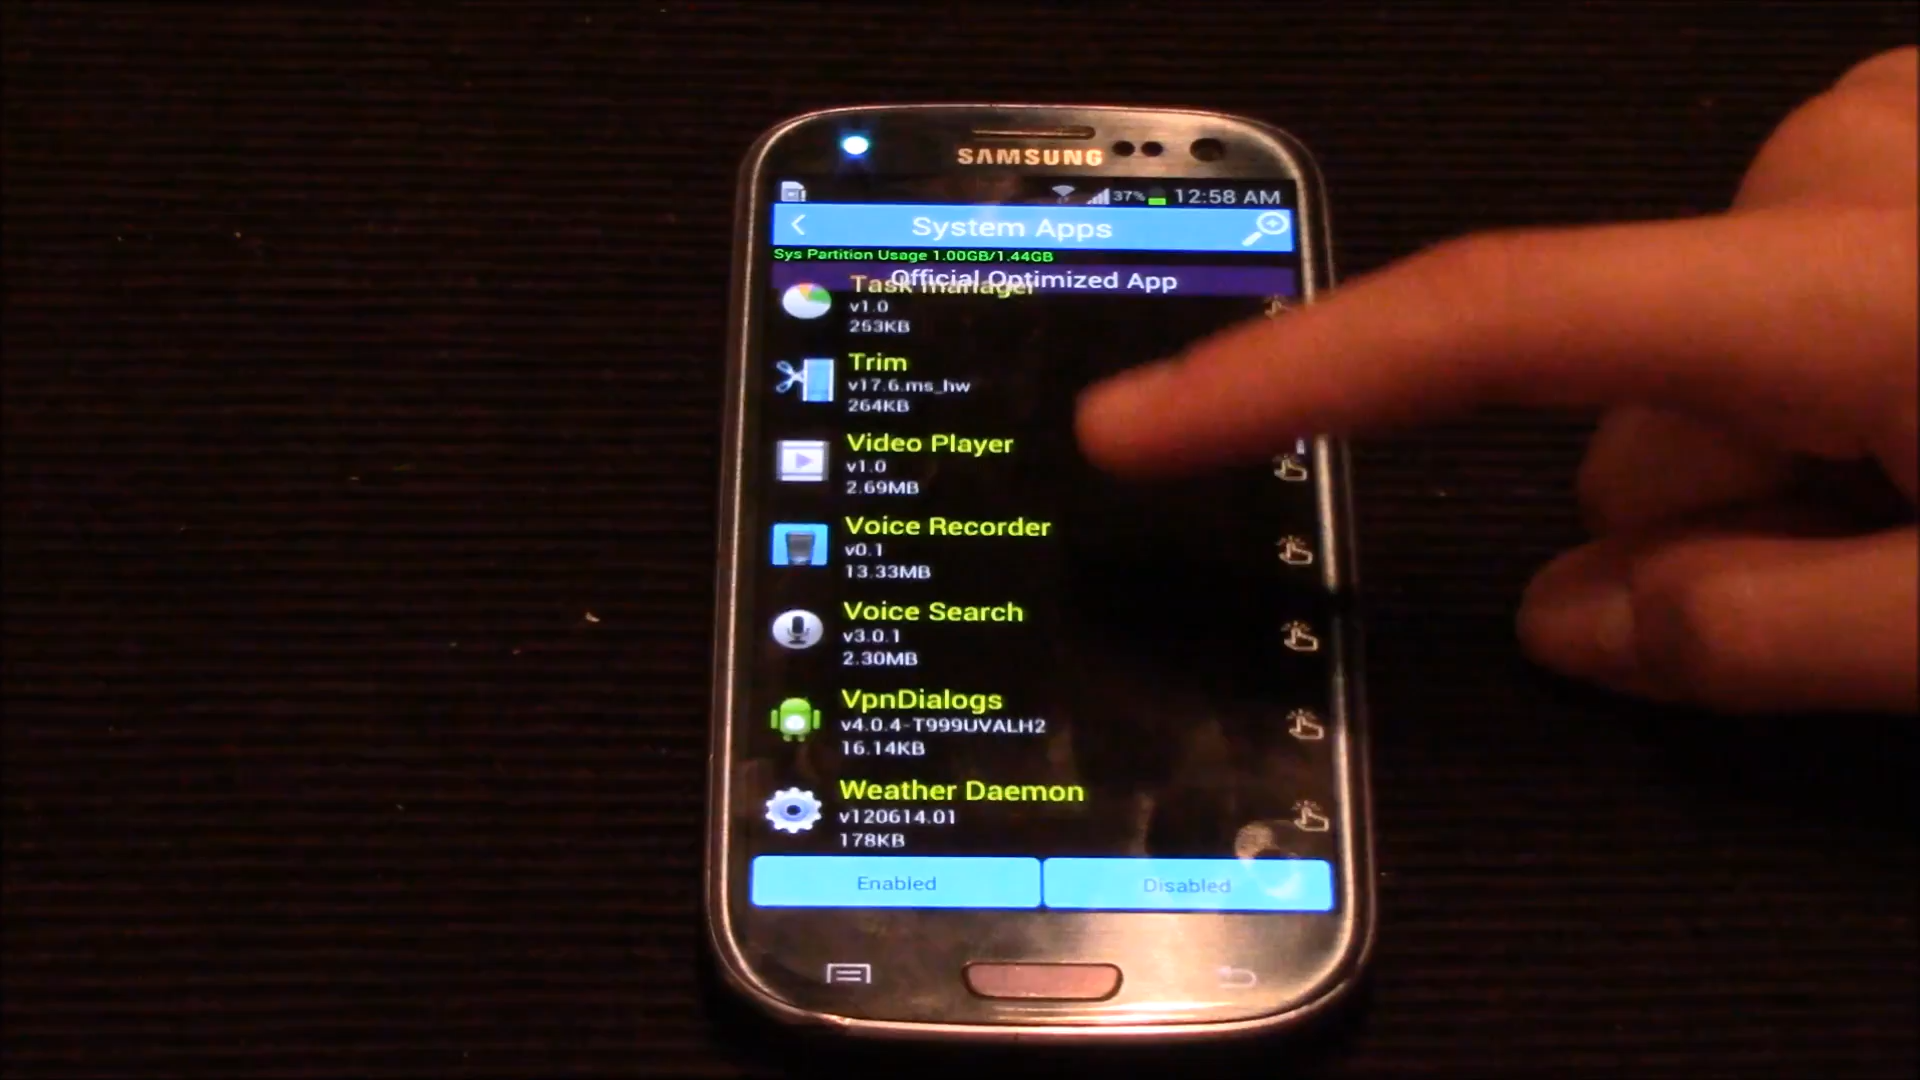 SAMSUNG
37% 12:58 AM
System Apps
Sys Partition Usage 1.00GB/1.44GB
Official Optimized App
Task manager
v1.0
253KB
Trim
v17.6.ms_hw
264KB
Video Player
v1.0
2.69MB
Voice Recorder
v0.1
13.33MB
Voice Search
v3.0.1
2.30MB
VpnDialogs
v4.0.4-T999UVALH2
16.14KB
Weather Daemon
v120614.01
178KB
Enabled
Disabled